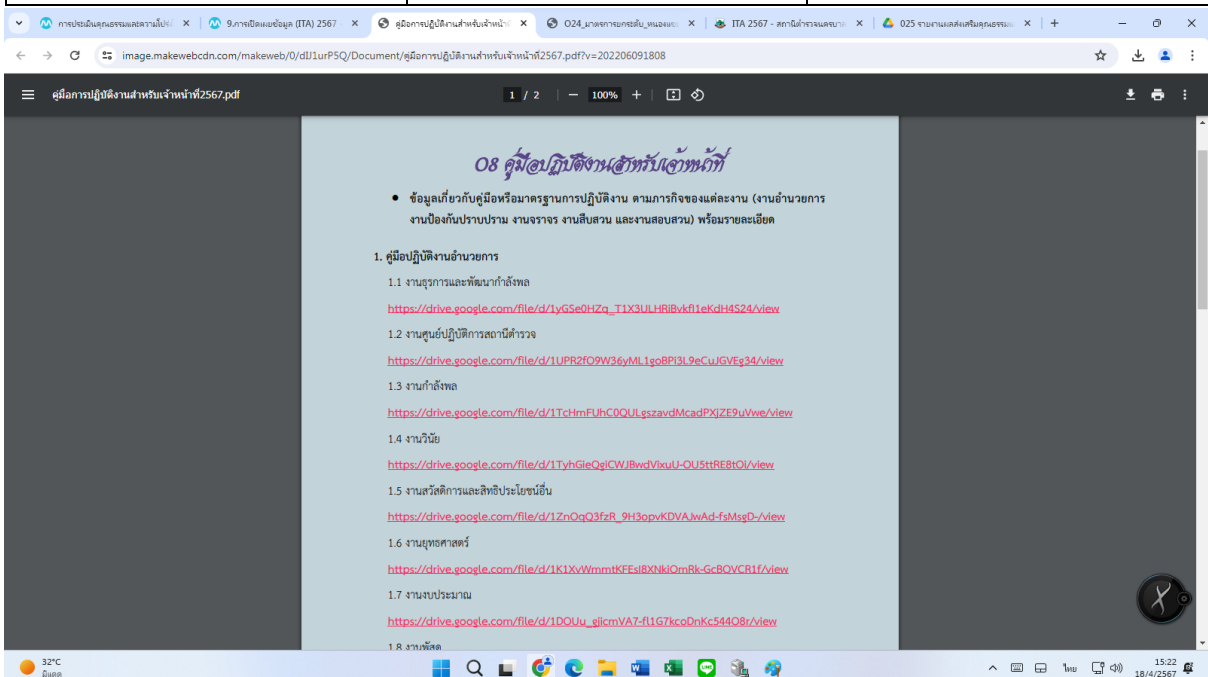 การประเมินคุณธรรมและความโปร่
9.การเปิดเผยข้อมูล (ITA) 2567
คู่มือการปฏิบัติงานสำหรับเจ้าหน้า
O24_มาตรการยกระดับ_หนองแ
ITA 2567 - สถานีตำรวจนครบาล
025 รายงานผลส่งเสริมคุณธรรม
image.makewebcdn.com/makeweb/0/dIJ1urP5Q/Document/คู่มือการปฏิบัติงานสำหรับเจ้าหน้าที่2567.pdf?v=202206091808
คู่มือการปฏิบัติงานสำหรับเจ้าหน้าที่2567.pdf
1 / 2
100%
O8 คู่มือปฏิบัติงานสำหรับเจ้าหน้าที่
● ข้อมูลเกี่ยวกับคู่มือหรือมาตรฐานการปฏิบัติงาน ตามภารกิจของแต่ละงาน (งานอำนวยการ
งานป้องกันปราบปราม งานจราจร งานสืบสวน และงานสอบสวน) พร้อมรายละเอียด
1. คู่มือปฏิบัติงานอำนวยการ
1.1 งานธุรการและพัฒนากำลังพล
https://drive.google.com/file/d/1yGSe0HZq_T1X3ULHRiBvkfl1eKdH4S24/view
1.2 งานศูนย์ปฏิบัติการสถานีตำรวจ
https://drive.google.com/file/d/1UPR2fO9W36yML1goBPi3L9eCuJGVEg34/view
1.3 งานกำลังพล
https://drive.google.com/file/d/1TcHmFUhC0QULgszavdMcadPXjZE9uVwe/view
1.4 งานวินัย
https://drive.google.com/file/d/1TyhGieQgiCWJBwdVlxuU-OU5ttRE8tOi/view
1.5 งานสวัสดิการและสิทธิประโยชน์อื่น
https://drive.google.com/file/d/1ZnOqQ3fzR_9H3opvKDVAJwAd-fsMsgD-/view
1.6 งานยุทธศาสตร์
https://drive.google.com/file/d/1K1XvWmmtKFEsI8XNkiOmRk-GcBOVCR1f/view
1.7 งานงบประมาณ
https://drive.google.com/file/d/1DOUu_gjlcmVA7-fl1G7kcoDnKc544O8r/view
1.8 งานพัสดุ
32°C
มีแดด
ไทย
15:22
18/4/2567